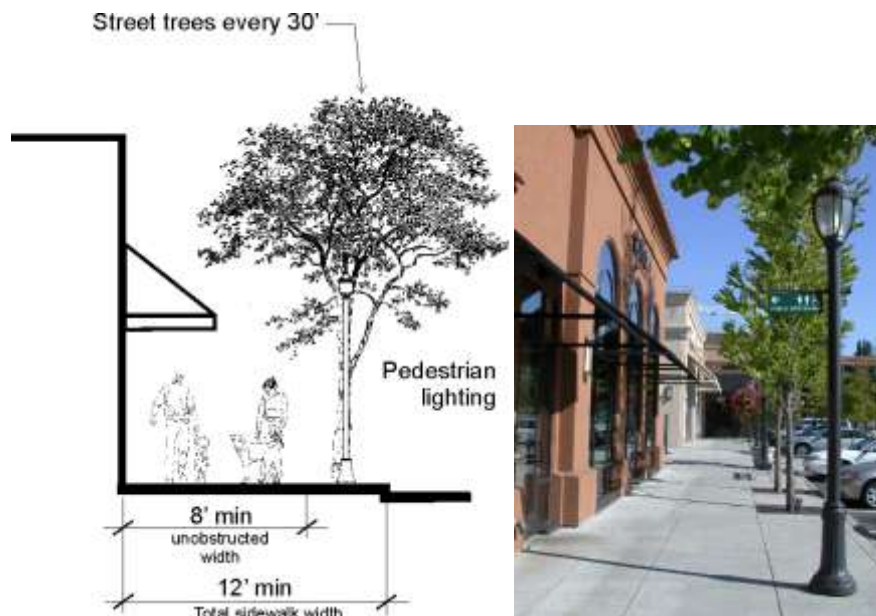 Street trees every 30’
Pedestrian
lighting
8’ min
unobstructed
width
12’ min
Total sidewalk width